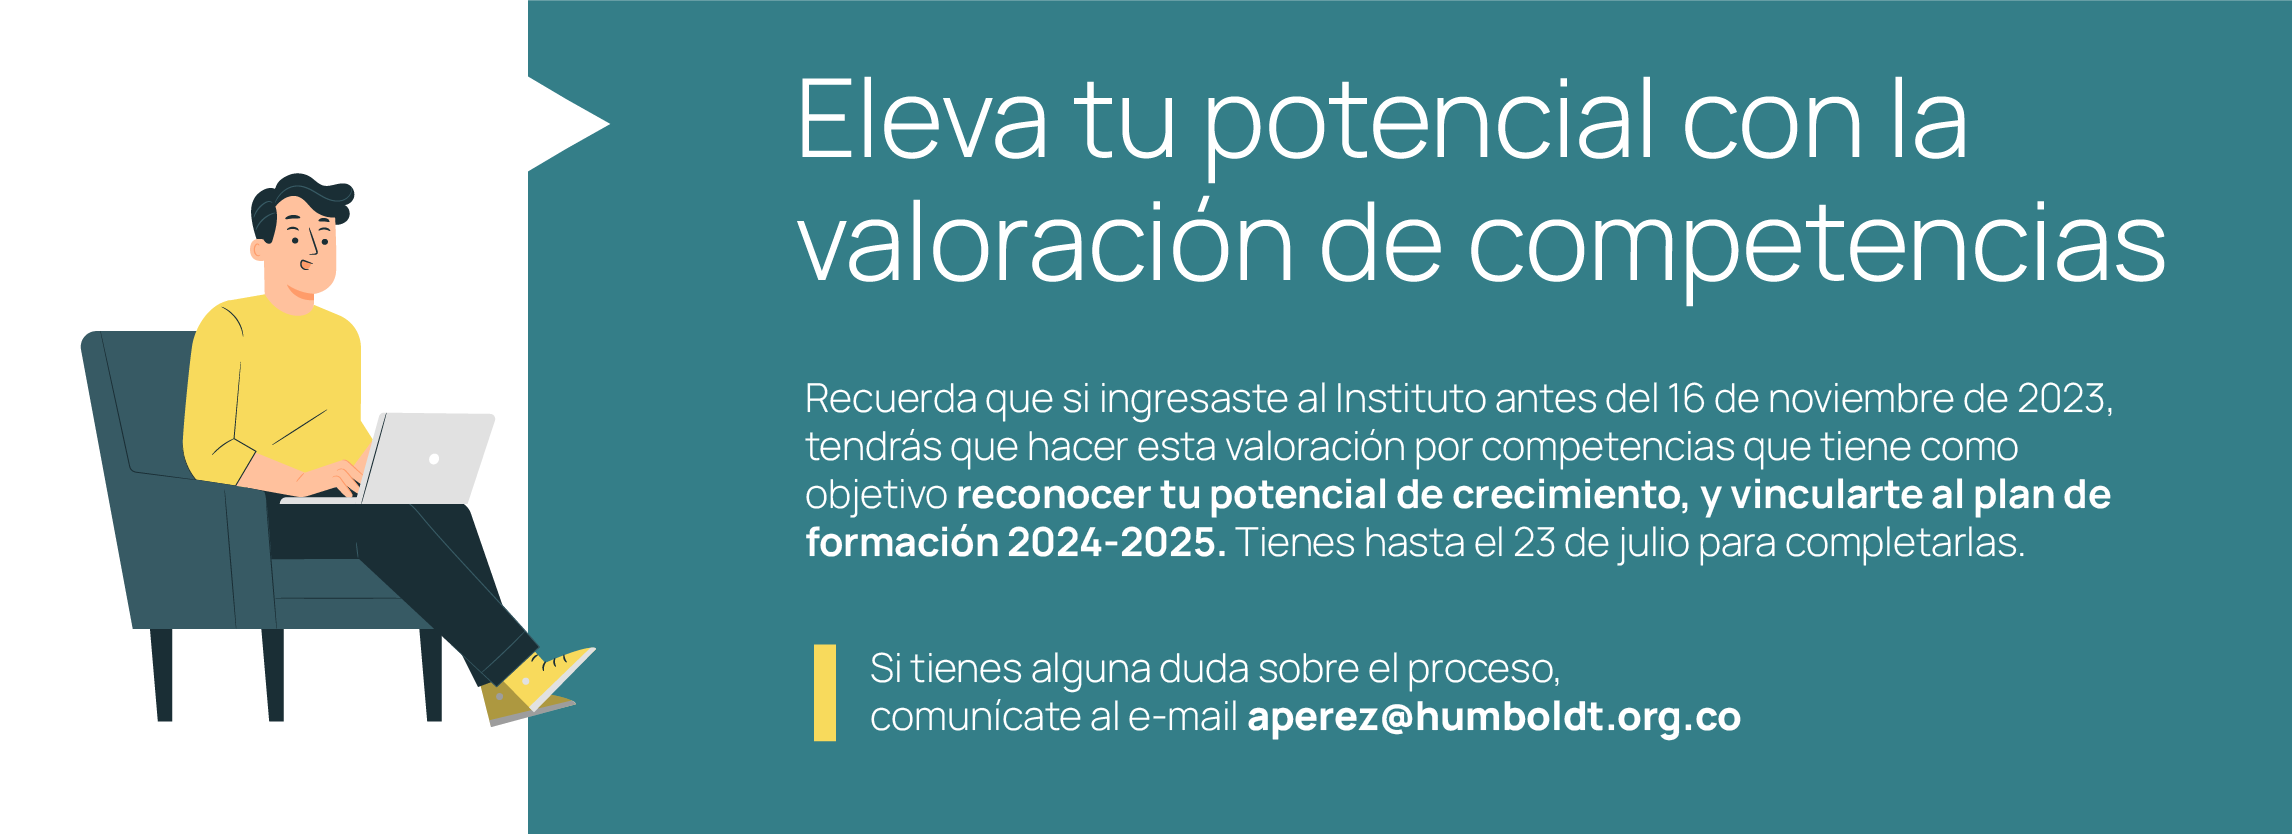 Eleva tu potencial con la
valoración de competencias
Recuerda que si ingresaste al Instituto antes del 16 de noviembre de 2023,
tendrás que hacer esta valoración por competencias que tiene como
objetivo reconocer tu potencial de crecimiento, y vincularte al plan de
formación 2024-2025. Tienes hasta el 23 de julio para completarlas.
Si tienes alguna duda sobre el proceso,
comunícate al e-mail aperez@humboldt.org.co